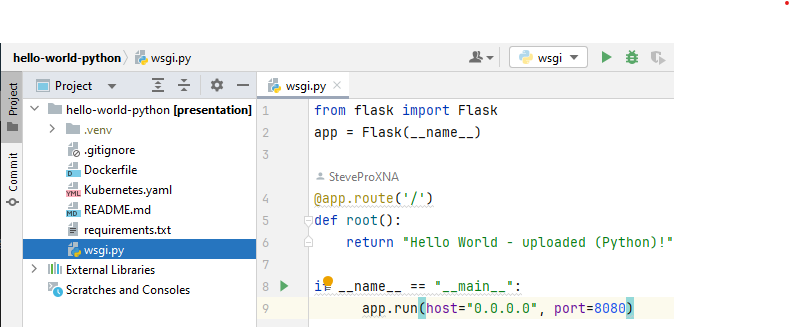 hello-world-python wsgi.py
wsgi
Project
Commit
Project
hello-world-python [presentation]
.venv
.gitignore
Dockerfile
Kubernetes.yaml
README.md
requirements.txt
wsgi.py
External Libraries
Scratches and Consoles
wsgi.py
1 from flask import Flask
2 app = Flask(__name__)
3
SteveProXNA
4 @app.route('/')
5 def root():
6 return "Hello World - uploaded (Python)!"
7
8 i __name__ == "__main__":
9 app.run(host="0.0.0.0", port=8080)